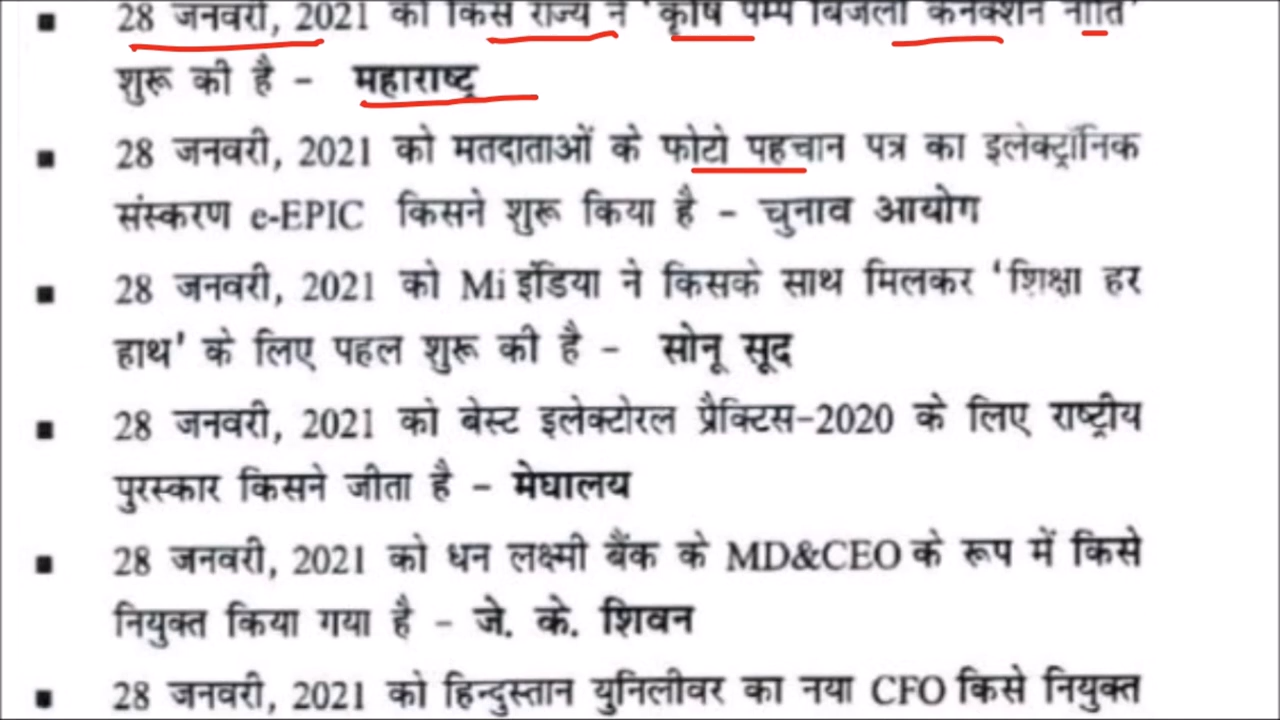 28 जनवरी, 2021 को किस राज्य ने 'कृषि पम्प बिजली कनेक्शन नीति'
शुरू की है - महाराष्ट्र
28 जनवरी, 2021 को मतदाताओं के फोटो पहचान पत्र का इलेक्ट्रॉनिक
संस्करण e-EPIC किसने शुरू किया है - चुनाव आयोग
28 जनवरी, 2021 को Mi इंडिया ने किसके साथ मिलकर 'शिक्षा हर
हाथ' के लिए पहल शुरू की है - सोनू सूद
28 जनवरी, 2021 को बेस्ट इलेक्टोरल प्रैक्टिस-2020 के लिए राष्ट्रीय
पुरस्कार किसने जीता है - मेघालय
28 जनवरी, 2021 को धन लक्ष्मी बैंक के MD&CEO के रूप में किसे
नियुक्त किया गया है - जे. के. शिवन
28 जनवरी, 2021 को हिन्दुस्तान युनिलीवर का नया CFO किसे नियुक्त